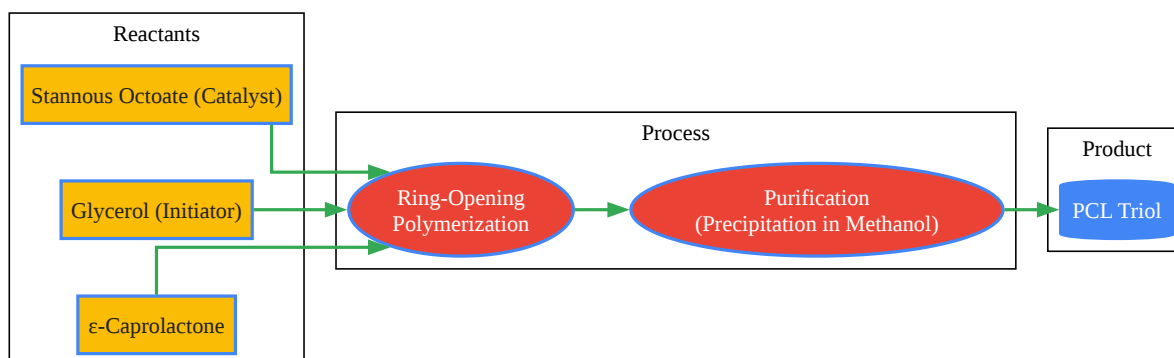 Reactants
Stannous Octoate (Catalyst)
Glycerol (Initiator)
ε-Caprolactone
Process
Ring-Opening
Polymerization
Purification
(Precipitation in Methanol)
Product
PCL Triol